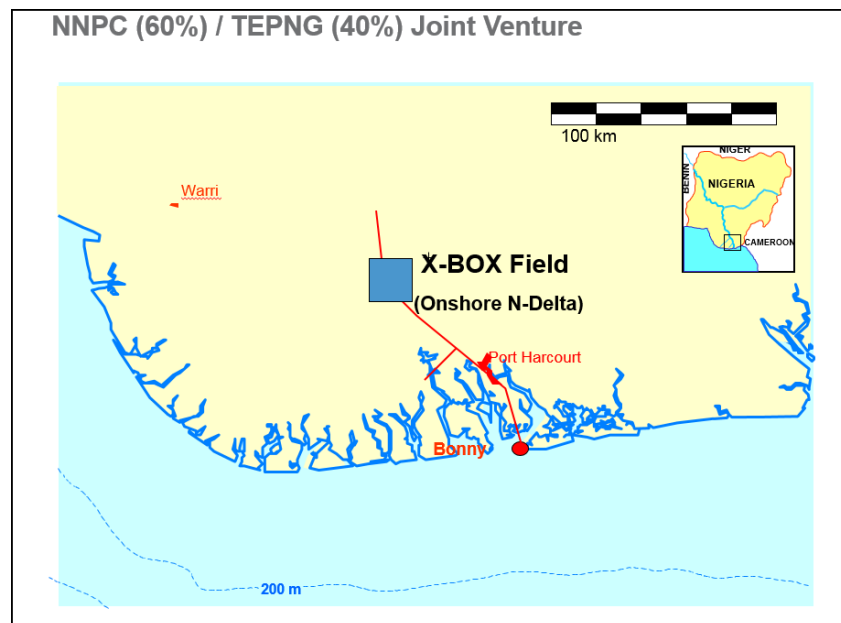 NNPC (60%) / TEPNG (40%) Joint Venture
100 km
NIGER
BENIN
NIGERIA
CAMEROON
Warri
X-BOX Field
(Onshore N-Delta)
Port Harcourt
Bonny
200 m